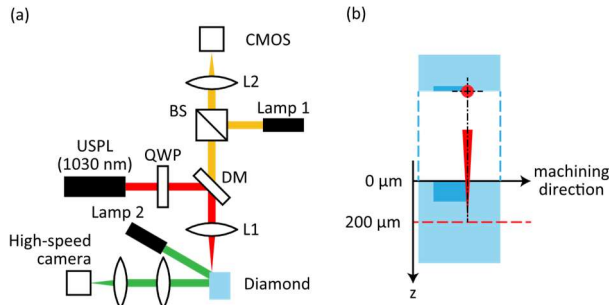 (a)
CMOS
L2
BS
Lamp 1
USPL
(1030 nm)
QWP
DM
Lamp 2
L1
High-speed
camera
Diamond
(b)
0 µm
machining
direction
200 µm
z